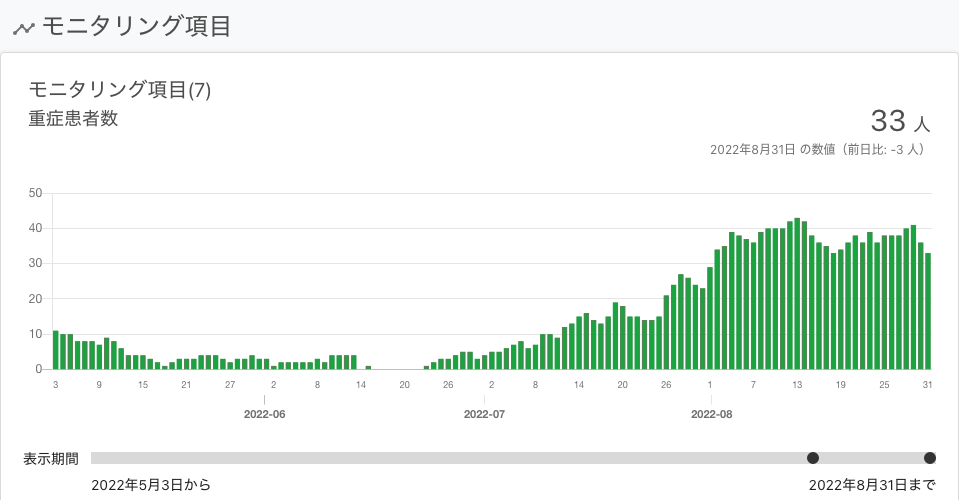 モニタリング項目
モニタリング項目(7)
重症患者数
33 人
2022年8月31日 の数値（前日比: -3 人）
50
40
30
20
10
0
3 9 15 21 27 2 8 14 20 26 2 8 14 20 26 1 7 13 19 25 31
2022-06 2022-07 2022-08
表示期間
2022年5月3日から 2022年8月31日まで